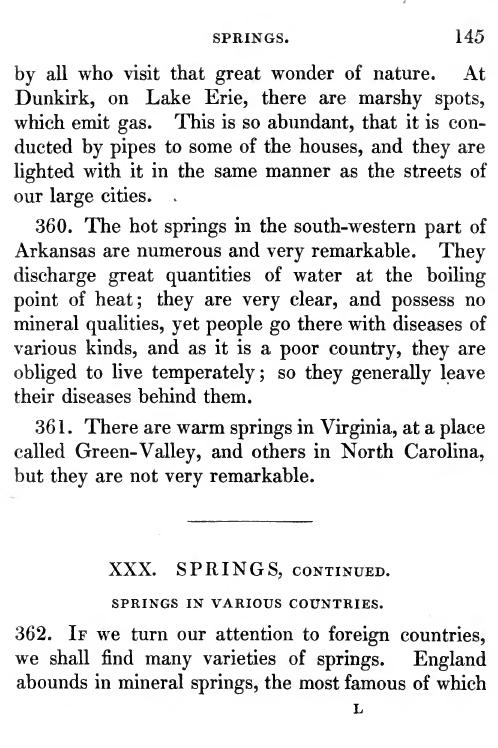 SPRINGS. 145
by all who visit that great wonder of nature. At
Dunkirk, on Lake Erie, there are marshy spots,
which emit gas. This is so abundant, that it is con-
ducted by pipes to some of the houses, and they are
lighted with it in the same manner as the streets of
our large cities.
360. The hot springs in the south-western part of
Arkansas are numerous and very remarkable. They
discharge great quantities of water at the boiling
point of heat; they are very clear, and possess no
mineral qualities, yet people go there with diseases of
various kinds, and as it is a poor country, they are
obliged to live temperately; so they generally leave
their diseases behind them.
361. There are warm springs in Virginia, at a place
called Green-Valley, and others in North Carolina,
but they are not very remarkable.
XXX. SPRINGS, CONTINUED.
SPRINGS IN VARIOUS COUNTRIES.
362. IF we turn our attention to foreign countries,
we shall find many varieties of springs. England
abounds in mineral springs, the most famous of which
L